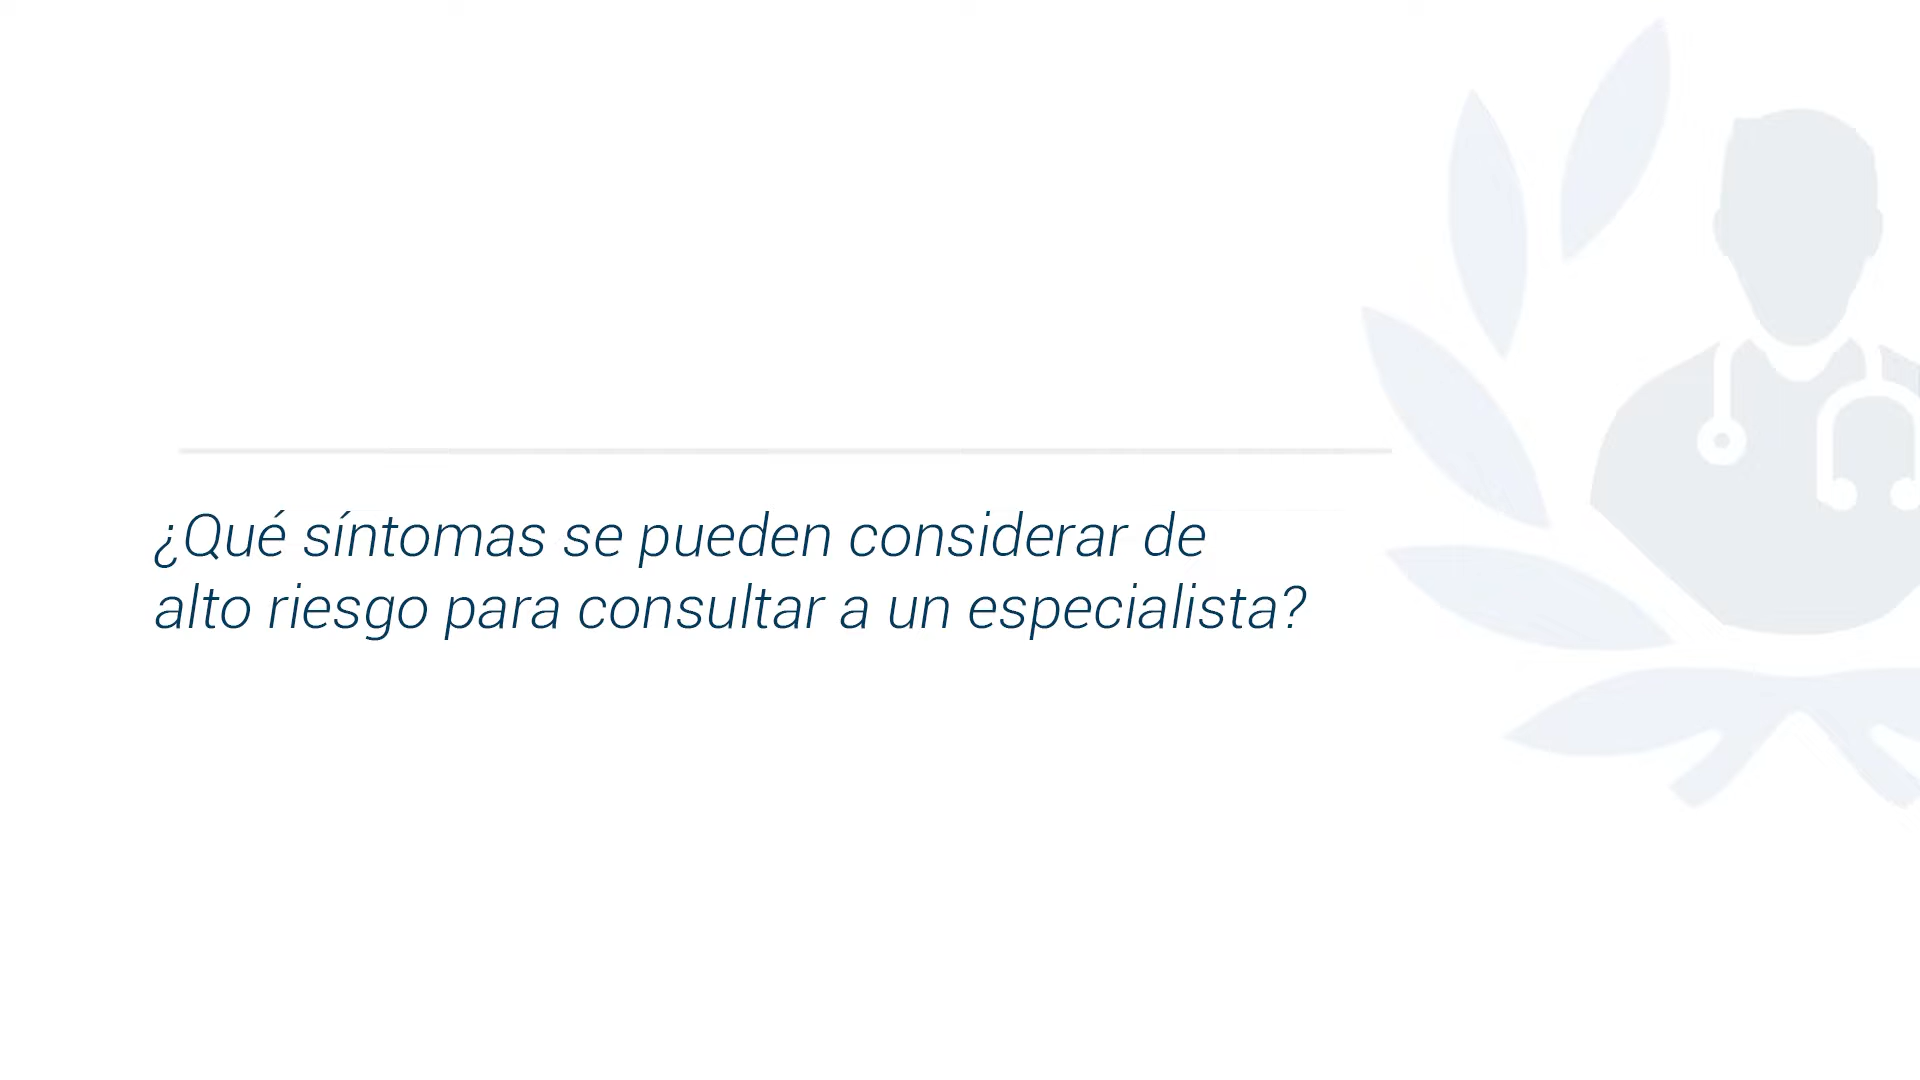 ¿Qué síntomas se pueden considerar de
alto riesgo para consultar a un especialista?